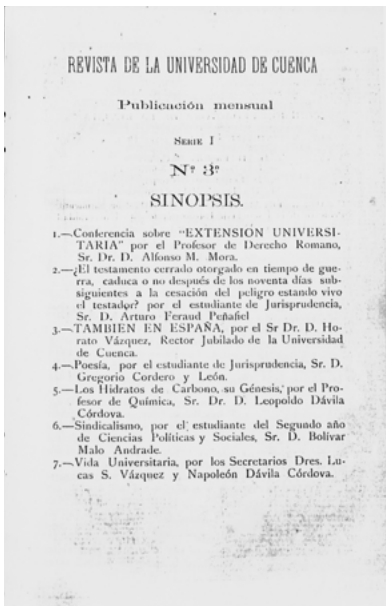 REVISTA DE LA UNIVERSIDAD DE CUENCA
Publicación mensual
SERIE I
Nº 3º
SINOPSIS.
1.—Conferencia sobre "EXTENSIÓN UNIVERSI-
TARIA" por el Profesor de Derecho Romano,
Sr. Dr. D. Alfonso M. Mora.
2.—¿El testamento cerrado otorgado en tiempo de gue-
rra, caduca o no después de los noventa días sub-
siguientes a la cesación del peligro estando vivo
el testador? por el estudiante de Jurisprudencia,
Sr. D. Arturo Feraud Peñafiel
3.—TAMBIEN EN ESPAÑA, por el Sr Dr. D. Ho-
rato Vázquez, Rector Jubilado de la Universidad
de Cuenca.
4.—Poesía, por el estudiante de Jurisprudencia, Sr. D.
Gregorio Cordero y León.
5.—Los Hidratos de Carbono, su Génesis, por el Pro-
fesor de Química, Sr. Dr. D. Leopoldo Dávila
Córdova.
6.—Sindicalismo, por el estudiante del Segundo año
de Ciencias Políticas y Sociales, Sr. D. Bolívar
Malo Andrade.
7.—Vida Universitaria, por los Secretarios Dres. Lu-
cas S. Vázquez y Napoleón Dávila Córdova.